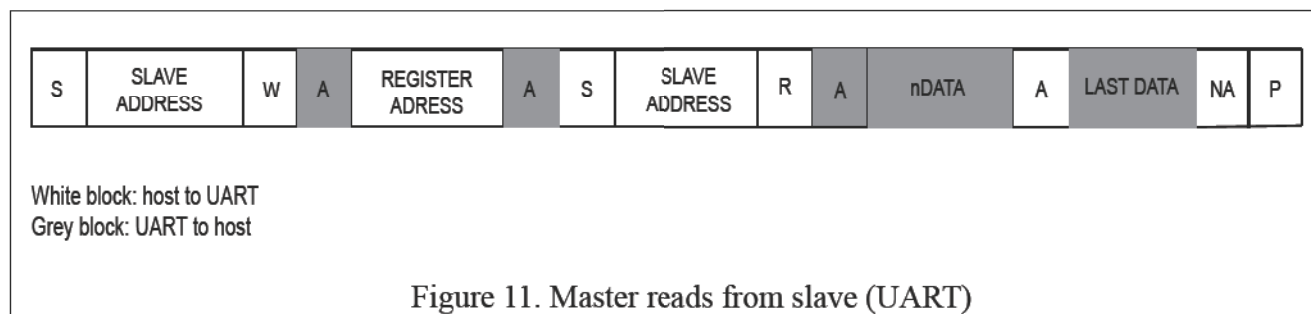 S SLAVE ADDRESS W A REGISTER ADRESS A S SLAVE ADDRESS R A nDATA A LAST DATA NA P
White block: host to UART
Grey block: UART to host
Figure 11. Master reads from slave (UART)